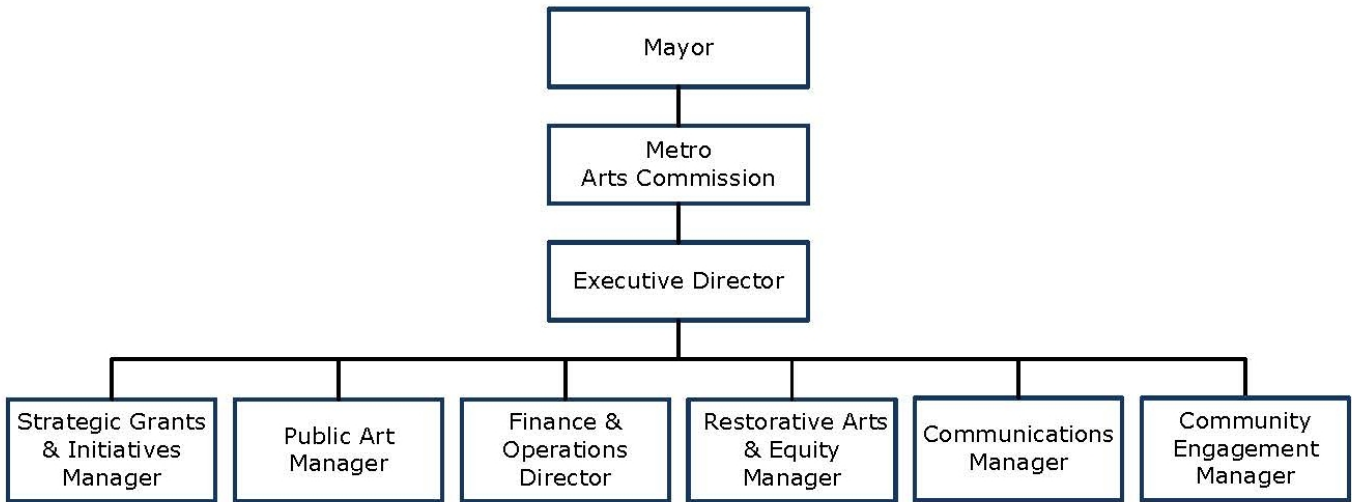 Mayor
Metro
Arts Commission
Executive Director
Strategic Grants
& Initiatives
Manager
Public Art
Manager
Finance &
Operations
Director
Restorative Arts
& Equity
Manager
Communications
Manager
Community
Engagement
Manager